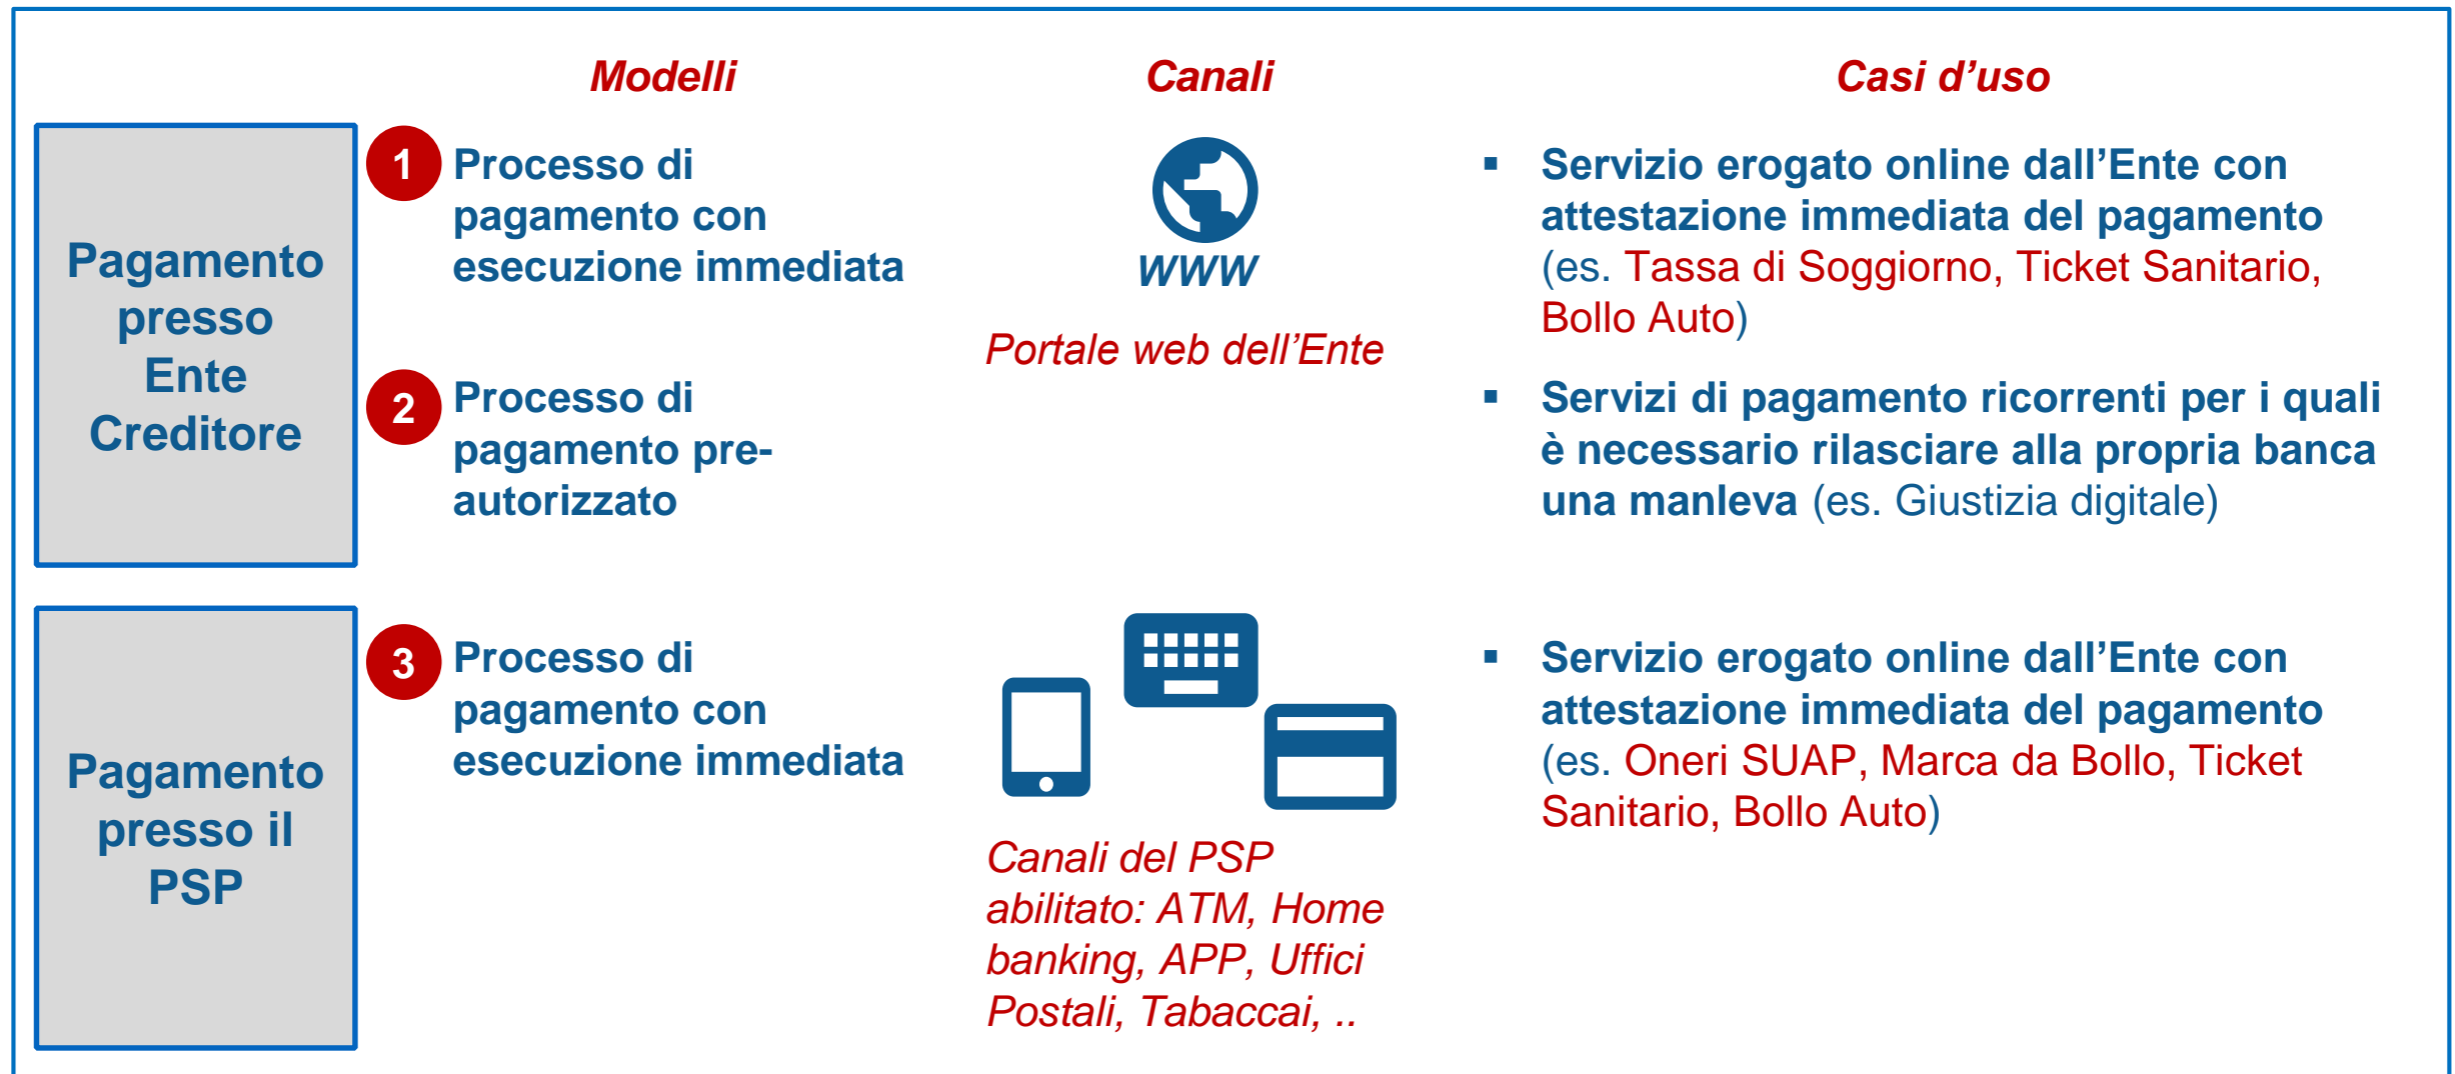 Modelli
Canali
Casi d’uso
Pagamento
presso
Ente
Creditore
1
Processo di
pagamento con
esecuzione immediata
www
Portale web dell’Ente
▪ Servizio erogato online dall’Ente con
attestazione immediata del pagamento
(es. Tassa di Soggiorno, Ticket Sanitario,
Bollo Auto)
2
Processo di
pagamento pre-
autorizzato
▪ Servizi di pagamento ricorrenti per i quali
è necessario rilasciare alla propria banca
una manleva (es. Giustizia digitale)
Pagamento
presso il
PSP
3
Processo di
pagamento con
esecuzione immediata
Canali del PSP
abilitato: ATM, Home
banking, APP, Uffici
Postali, Tabaccai, ..
▪ Servizio erogato online dall’Ente con
attestazione immediata del pagamento
(es. Oneri SUAP, Marca da Bollo, Ticket
Sanitario, Bollo Auto)